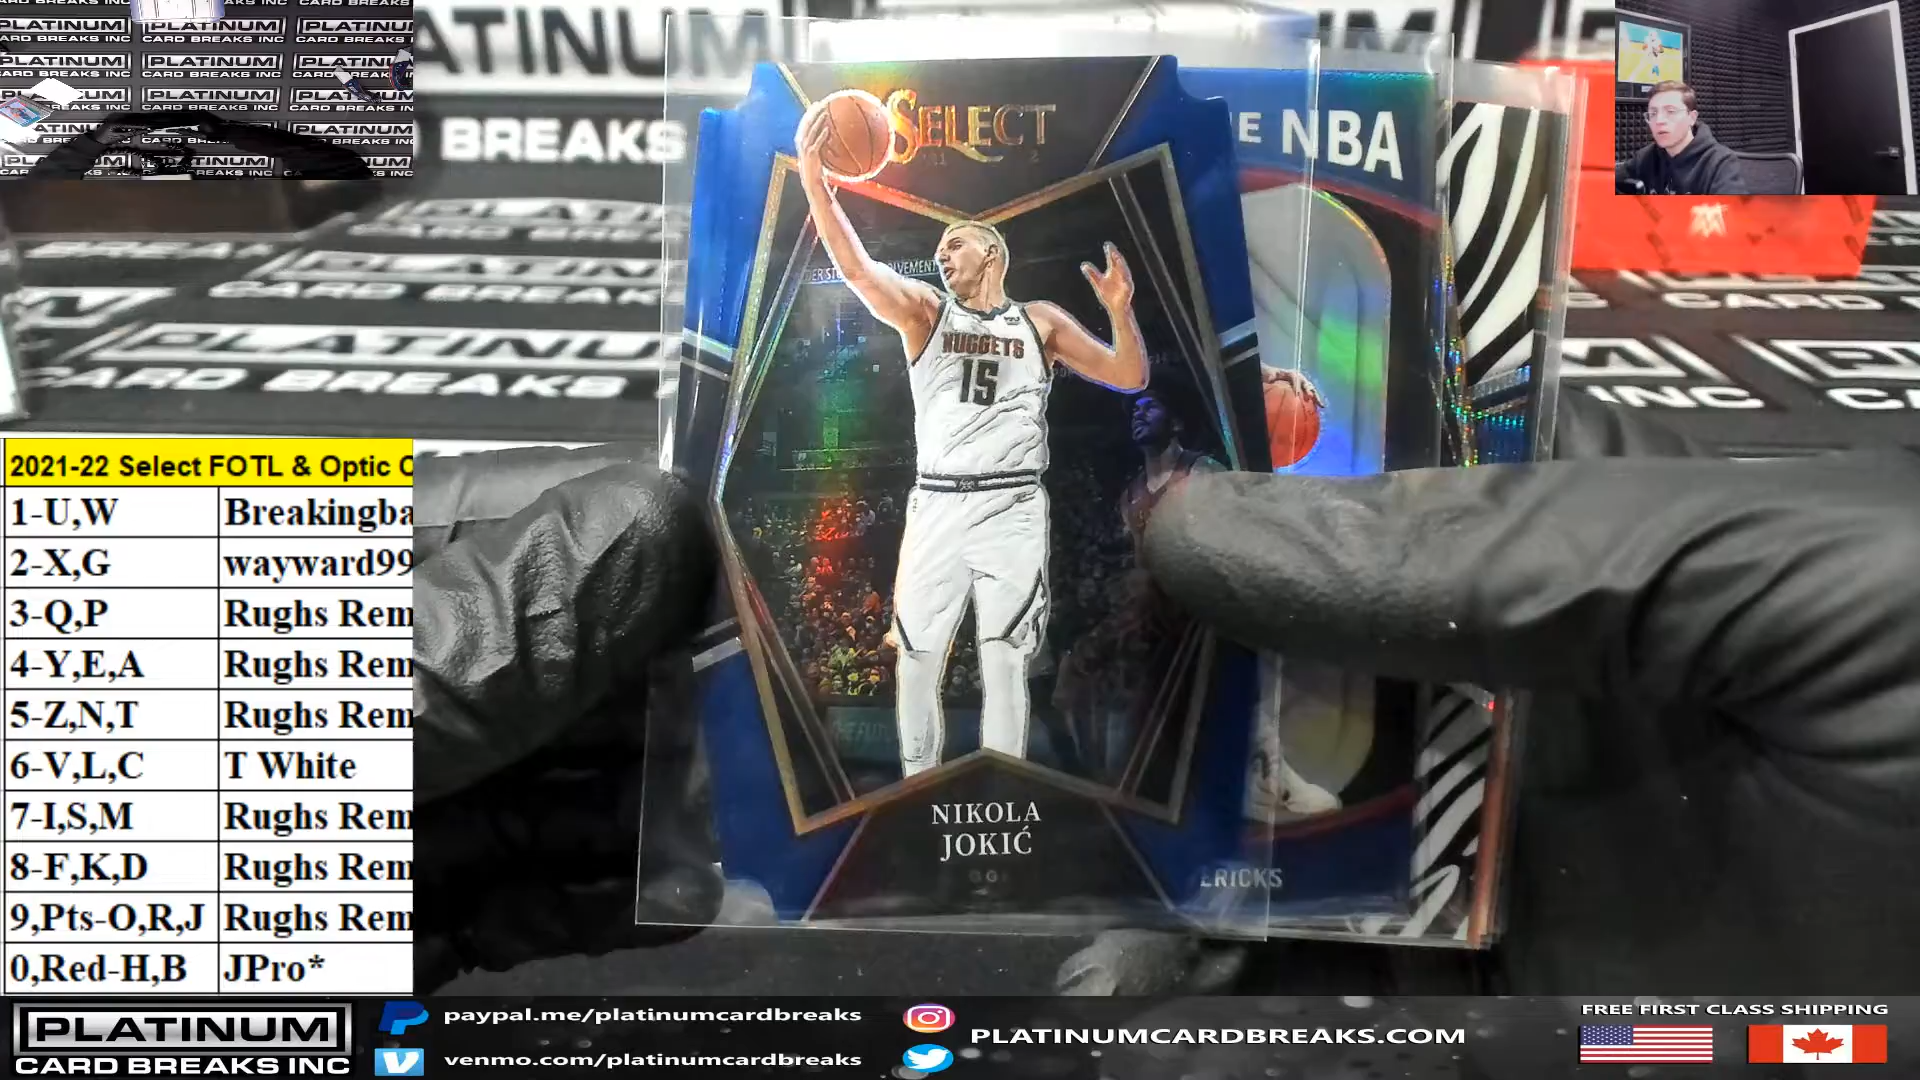 PLATINUM
CARD BREAKS INC
BREAKS
SELECT
E NBA
NUGGETS
15
NIKOLA
JOKIĆ
ERICKS
2021-22 Select FOTL & Optic C
1-U,W Breakingba
2-X,G wayward99
3-Q,P Rughs Rem
4-Y,E,A Rughs Rem
5-Z,N,T Rughs Rem
6-V,L,C T White
7-I,S,M Rughs Rem
8-F,K,D Rughs Rem
9,Pts-O,R,J Rughs Rem
0,Red-H,B JPro*
PLATINUM
CARD BREAKS INC
paypal.me/platinumcardbreaks
venmo.com/platinumcardbreaks
PLATINUMCARDBREAKS.COM
FREE FIRST CLASS SHIPPING